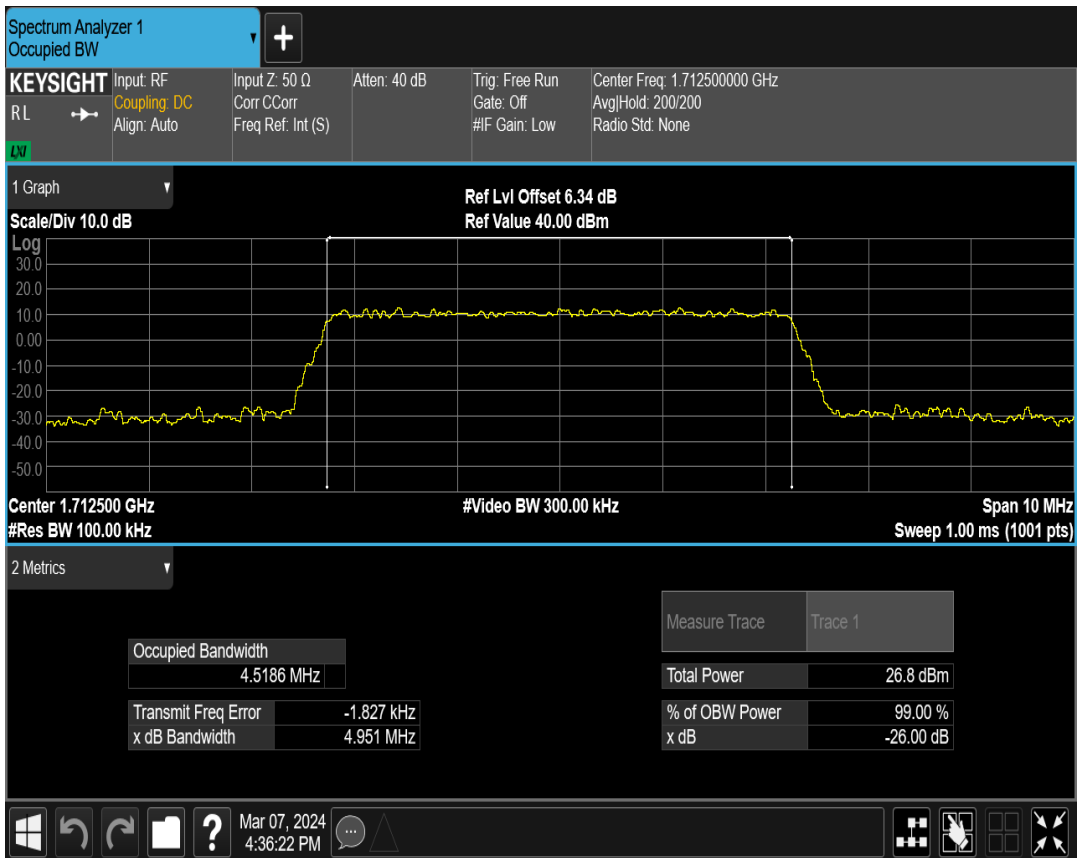 Spectrum Analyzer 1
Occupied BW
KEYSIGHT
RL
LXI
Input: RF
Coupling: DC
Align: Auto
Input Z: 50 Ω
Corr CCorr
Freq Ref: Int (S)
Atten: 40 dB
Trig: Free Run
Gate: Off
#IF Gain: Low
Center Freq: 1.712500000 GHz
Avg|Hold: 200/200
Radio Std: None
1 Graph
Scale/Div 10.0 dB
Ref Lvl Offset 6.34 dB
Ref Value 40.00 dBm
Log
30.0
20.0
10.0
0.00
-10.0
-20.0
-30.0
-40.0
-50.0
Center 1.712500 GHz
#Video BW 300.00 kHz
Span 10 MHz
#Res BW 100.00 kHz
Sweep 1.00 ms (1001 pts)
2 Metrics
Measure Trace Trace 1
Occupied Bandwidth
4.5186 MHz
Total Power 26.8 dBm
Transmit Freq Error -1.827 kHz
% of OBW Power 99.00 %
x dB Bandwidth 4.951 MHz
x dB -26.00 dB
?
Mar 07, 2024
4:36:22 PM